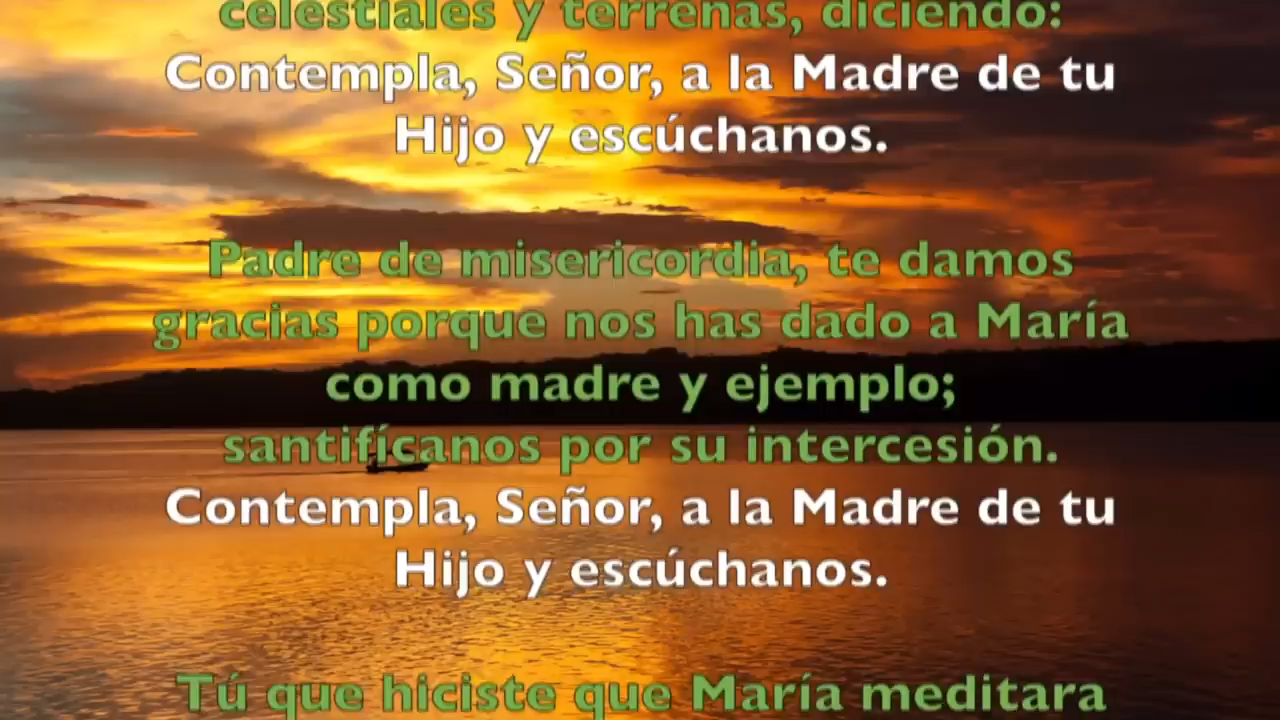 celestiales y terrenas, diciendo:
Contempla, Señor, a la Madre de tu
Hijo y escúchanos.
Padre de misericordia, te damos
gracias porque nos has dado a María
como madre y ejemplo;
santifícanos por su intercesión.
Contempla, Señor, a la Madre de tu
Hijo y escúchanos.
Tú que hiciste que María meditara